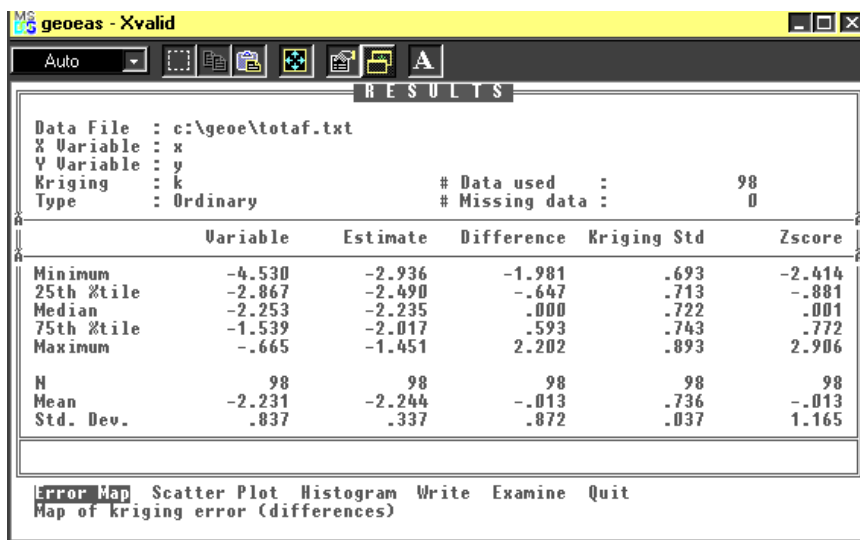 geoeas - Xvalid
Auto
A
RESULTS
Data File : c:\geoe\totaf.txt
X Variable : x
Y Variable : y
Kriging : k # Data used : 98
Type : Ordinary # Missing data : 0
Variable Estimate Difference Kriging Std Zscore
Minimum -4.530 -2.936 -1.981 .693 -2.414
25th %tile -2.867 -2.490 -.647 .713 -.881
Median -2.253 -2.235 .000 .722 .001
75th %tile -1.539 -2.017 .593 .743 .772
Maximum -.665 -1.451 2.202 .893 2.906
N 98 98 98 98 98
Mean -2.231 -2.244 -.013 .736 -.013
Std. Dev. .837 .337 .872 .037 1.165
Error Map Scatter Plot Histogram Write Examine Quit
Map of kriging error (differences)